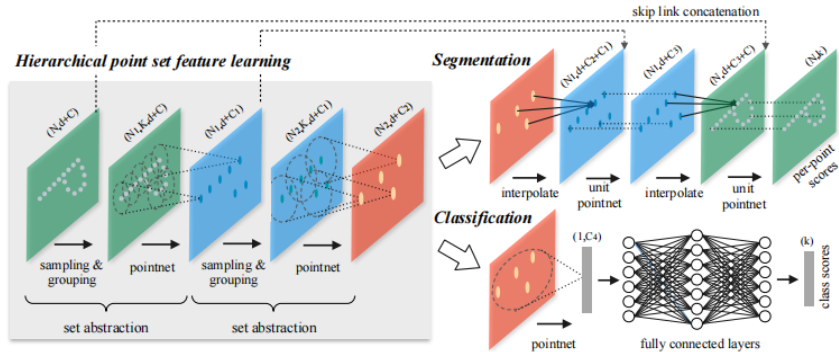 skip link concatenation
Hierarchical point set feature learning
Segmentation
(N,d+C)
(N1,K,d+C)
(N1,d+C1)
(N2,K,d+C1)
(N2,d+C2)
(N1,d+C2+C1)
(N1,d+C3)
(N,d+C3+C)
(N,k)
per-point
scores
interpolate
unit
pointnet
interpolate
unit
pointnet
sampling &
grouping
pointnet
sampling &
grouping
pointnet
set abstraction
set abstraction
Classification
(1,C4)
(k)
class scores
pointnet
fully connected layers